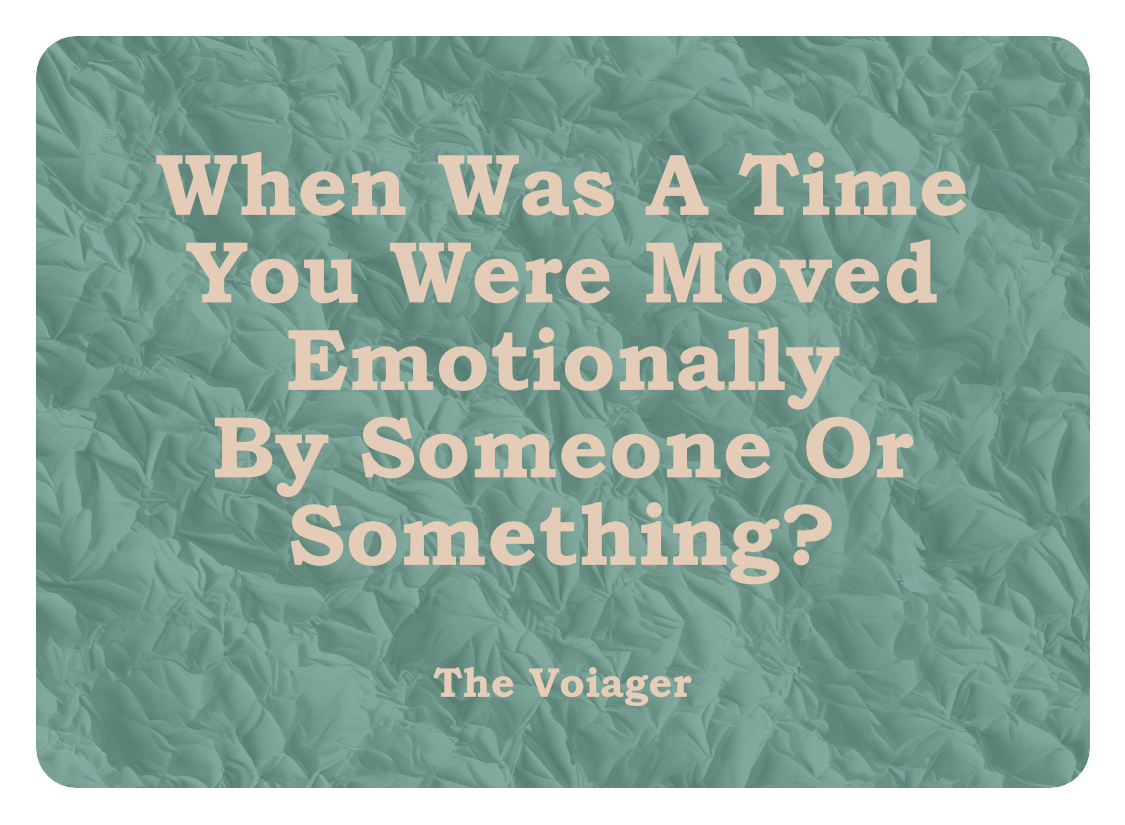 When Was A Time
You Were Moved
Emotionally
By Someone Or
Something?
The Voiager